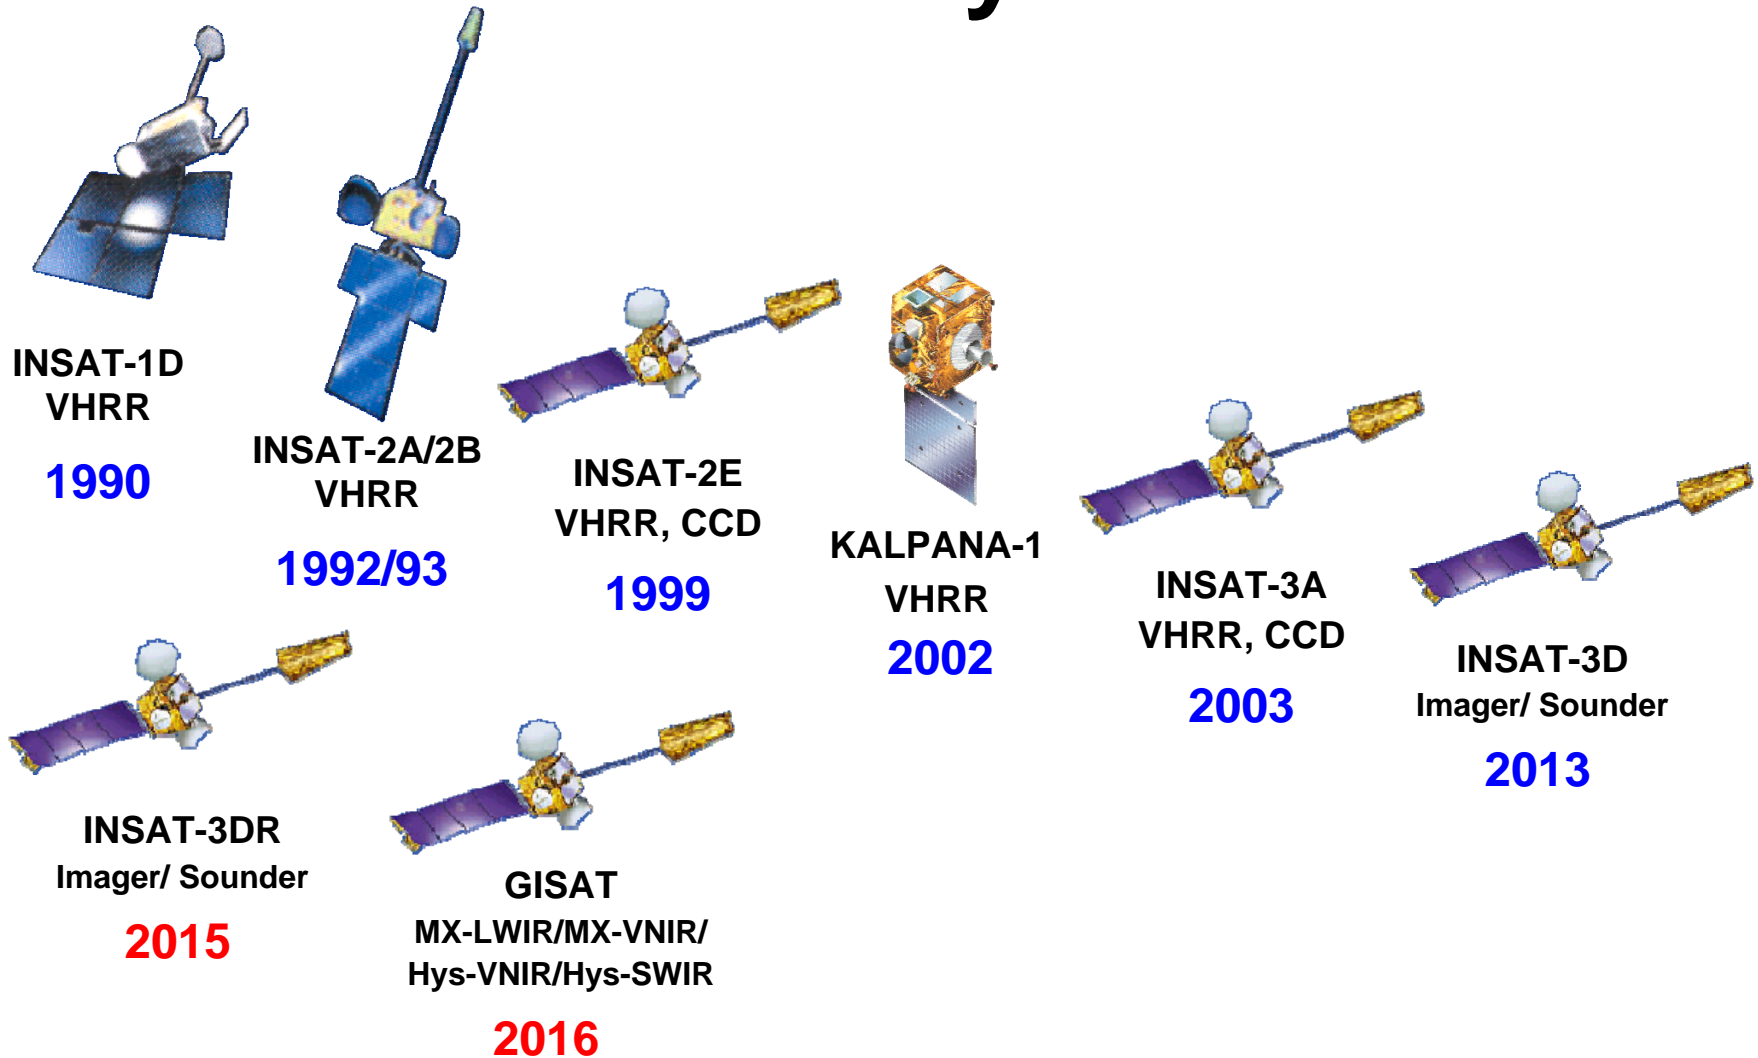 INSAT-1D
VHRR
1990
INSAT-2A/2B
VHRR
1992/93
INSAT-2E
VHRR, CCD
1999
KALPANA-1
VHRR
2002
INSAT-3A
VHRR, CCD
2003
INSAT-3D
Imager/ Sounder
2013
INSAT-3DR
Imager/ Sounder
2015
GISAT
MX-LWIR/MX-VNIR/
Hys-VNIR/Hys-SWIR
2016